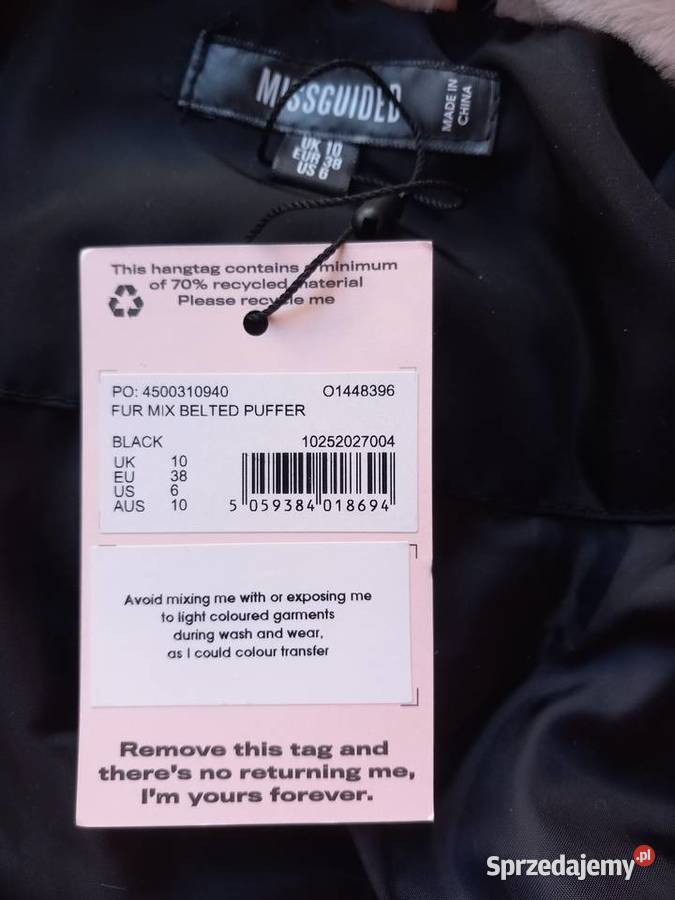 MISSGUIDED
MADE IN
CHINA
UK 10
EUR 38
US 6
This hangtag contains a minimum
of 70% recycled material
Please recycle me
PO: 4500310940 O1448396
FUR MIX BELTED PUFFER
BLACK 10252027004
UK 10
EU 38
US 6
AUS 10
5 059384 018694
Avoid mixing me with or exposing me
to light coloured garments
during wash and wear,
as I could colour transfer
Remove this tag and
there's no returning me,
I'm yours forever.
Sprzedajemy.pl